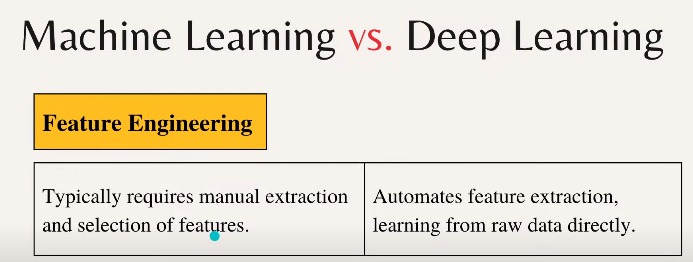 Machine Learning vs. Deep Learning
Feature Engineering
Typically requires manual extraction
and selection of features.
Automates feature extraction,
learning from raw data directly.